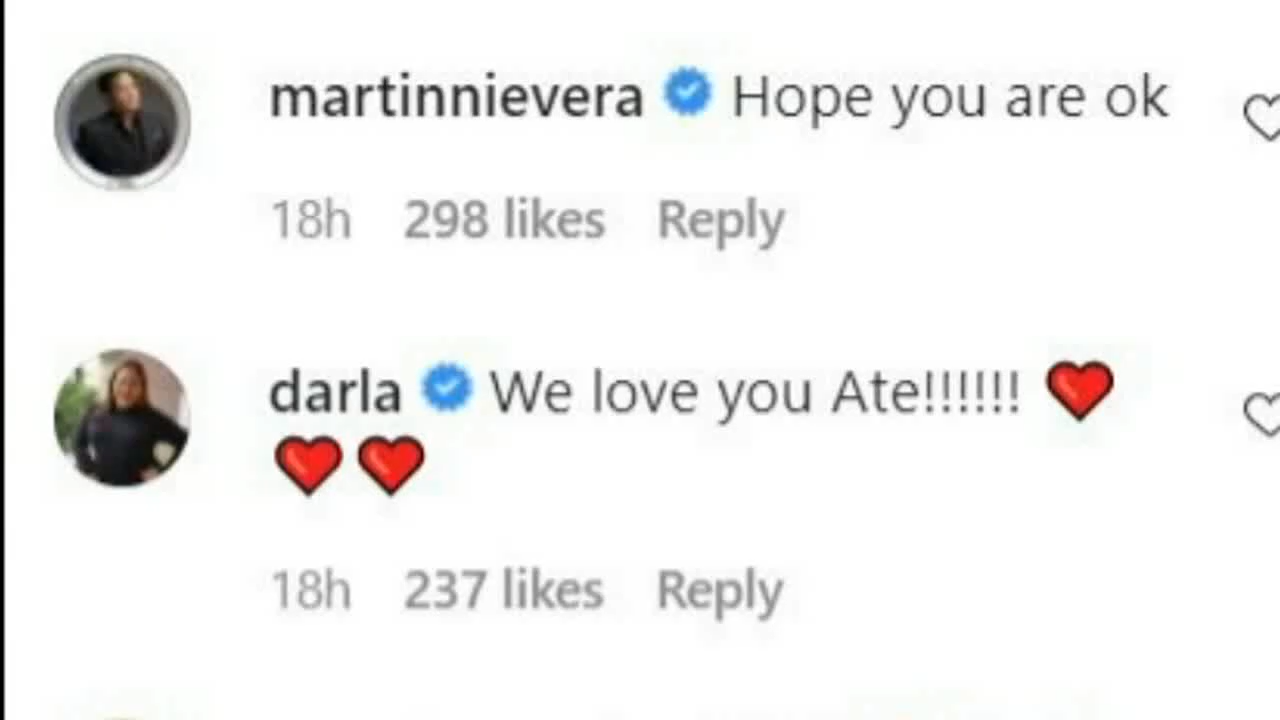 martinnievera Hope you are ok
18h 298 likes Reply
darla We love you Ate!!!!!! ❤️
❤️❤️
18h 237 likes Reply